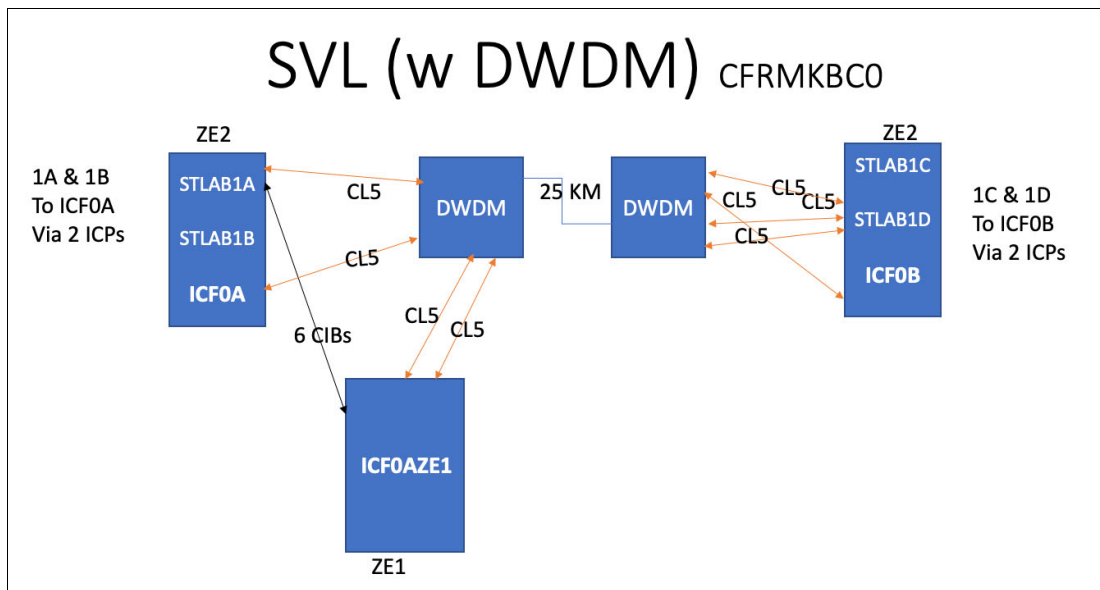 SVL (w DWDM) CFRMKBC0
ZE2
1A & 1B
To ICF0A
Via 2 ICPs
STLAB1A
STLAB1B
ICF0A
CL5
CL5
DWDM
25 KM
DWDM
CL5
CL5
CL5
CL5
ZE2
STLAB1C
STLAB1D
ICF0B
1C & 1D
To ICF0B
Via 2 ICPs
6 CIBs
CL5
CL5
ICF0AZE1
ZE1